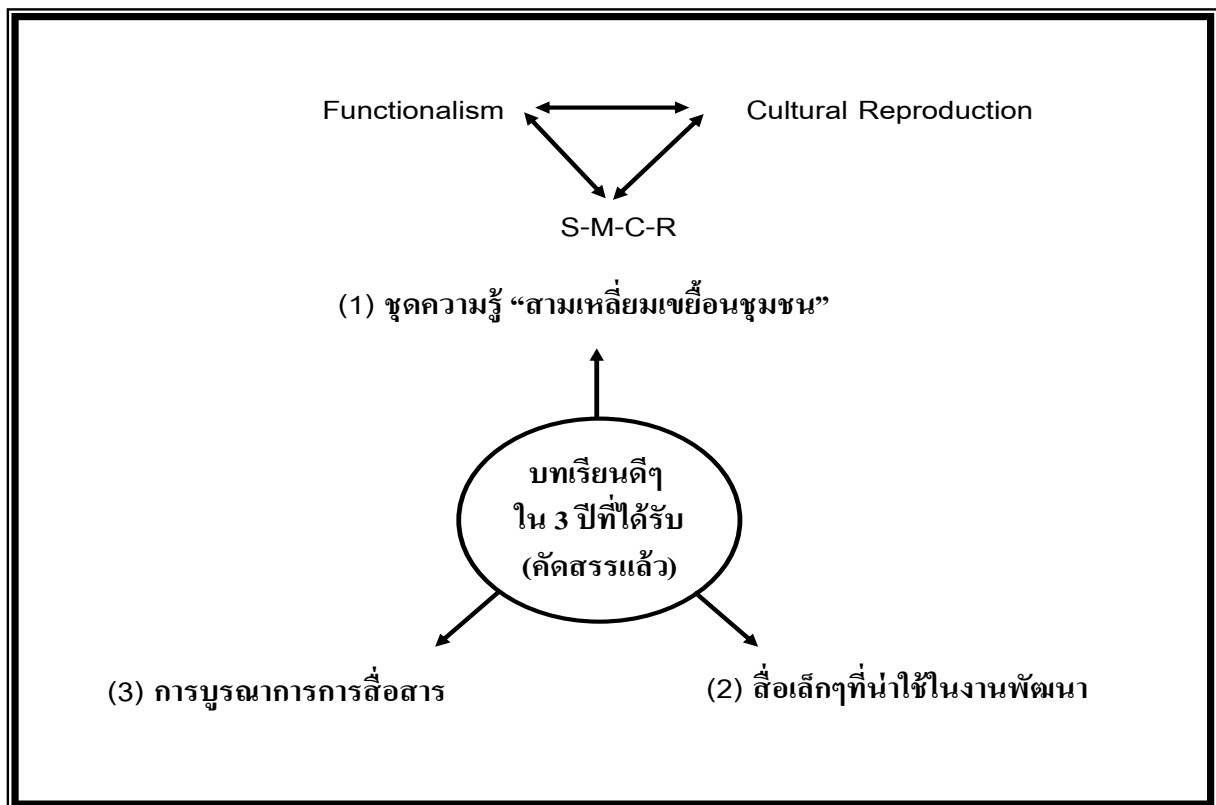 Functionalism Cultural Reproduction
S-M-C-R
(1) ชุดความรู้ “สามเหลี่ยมเขยื้อนชุมชน”
บทเรียนดีๆ
ใน 3 ปีที่ได้รับ
(คัดสรรแล้ว)
(3) การบูรณาการการสื่อสาร (2) สื่อเล็กๆที่น่าใช้ในงานพัฒนา